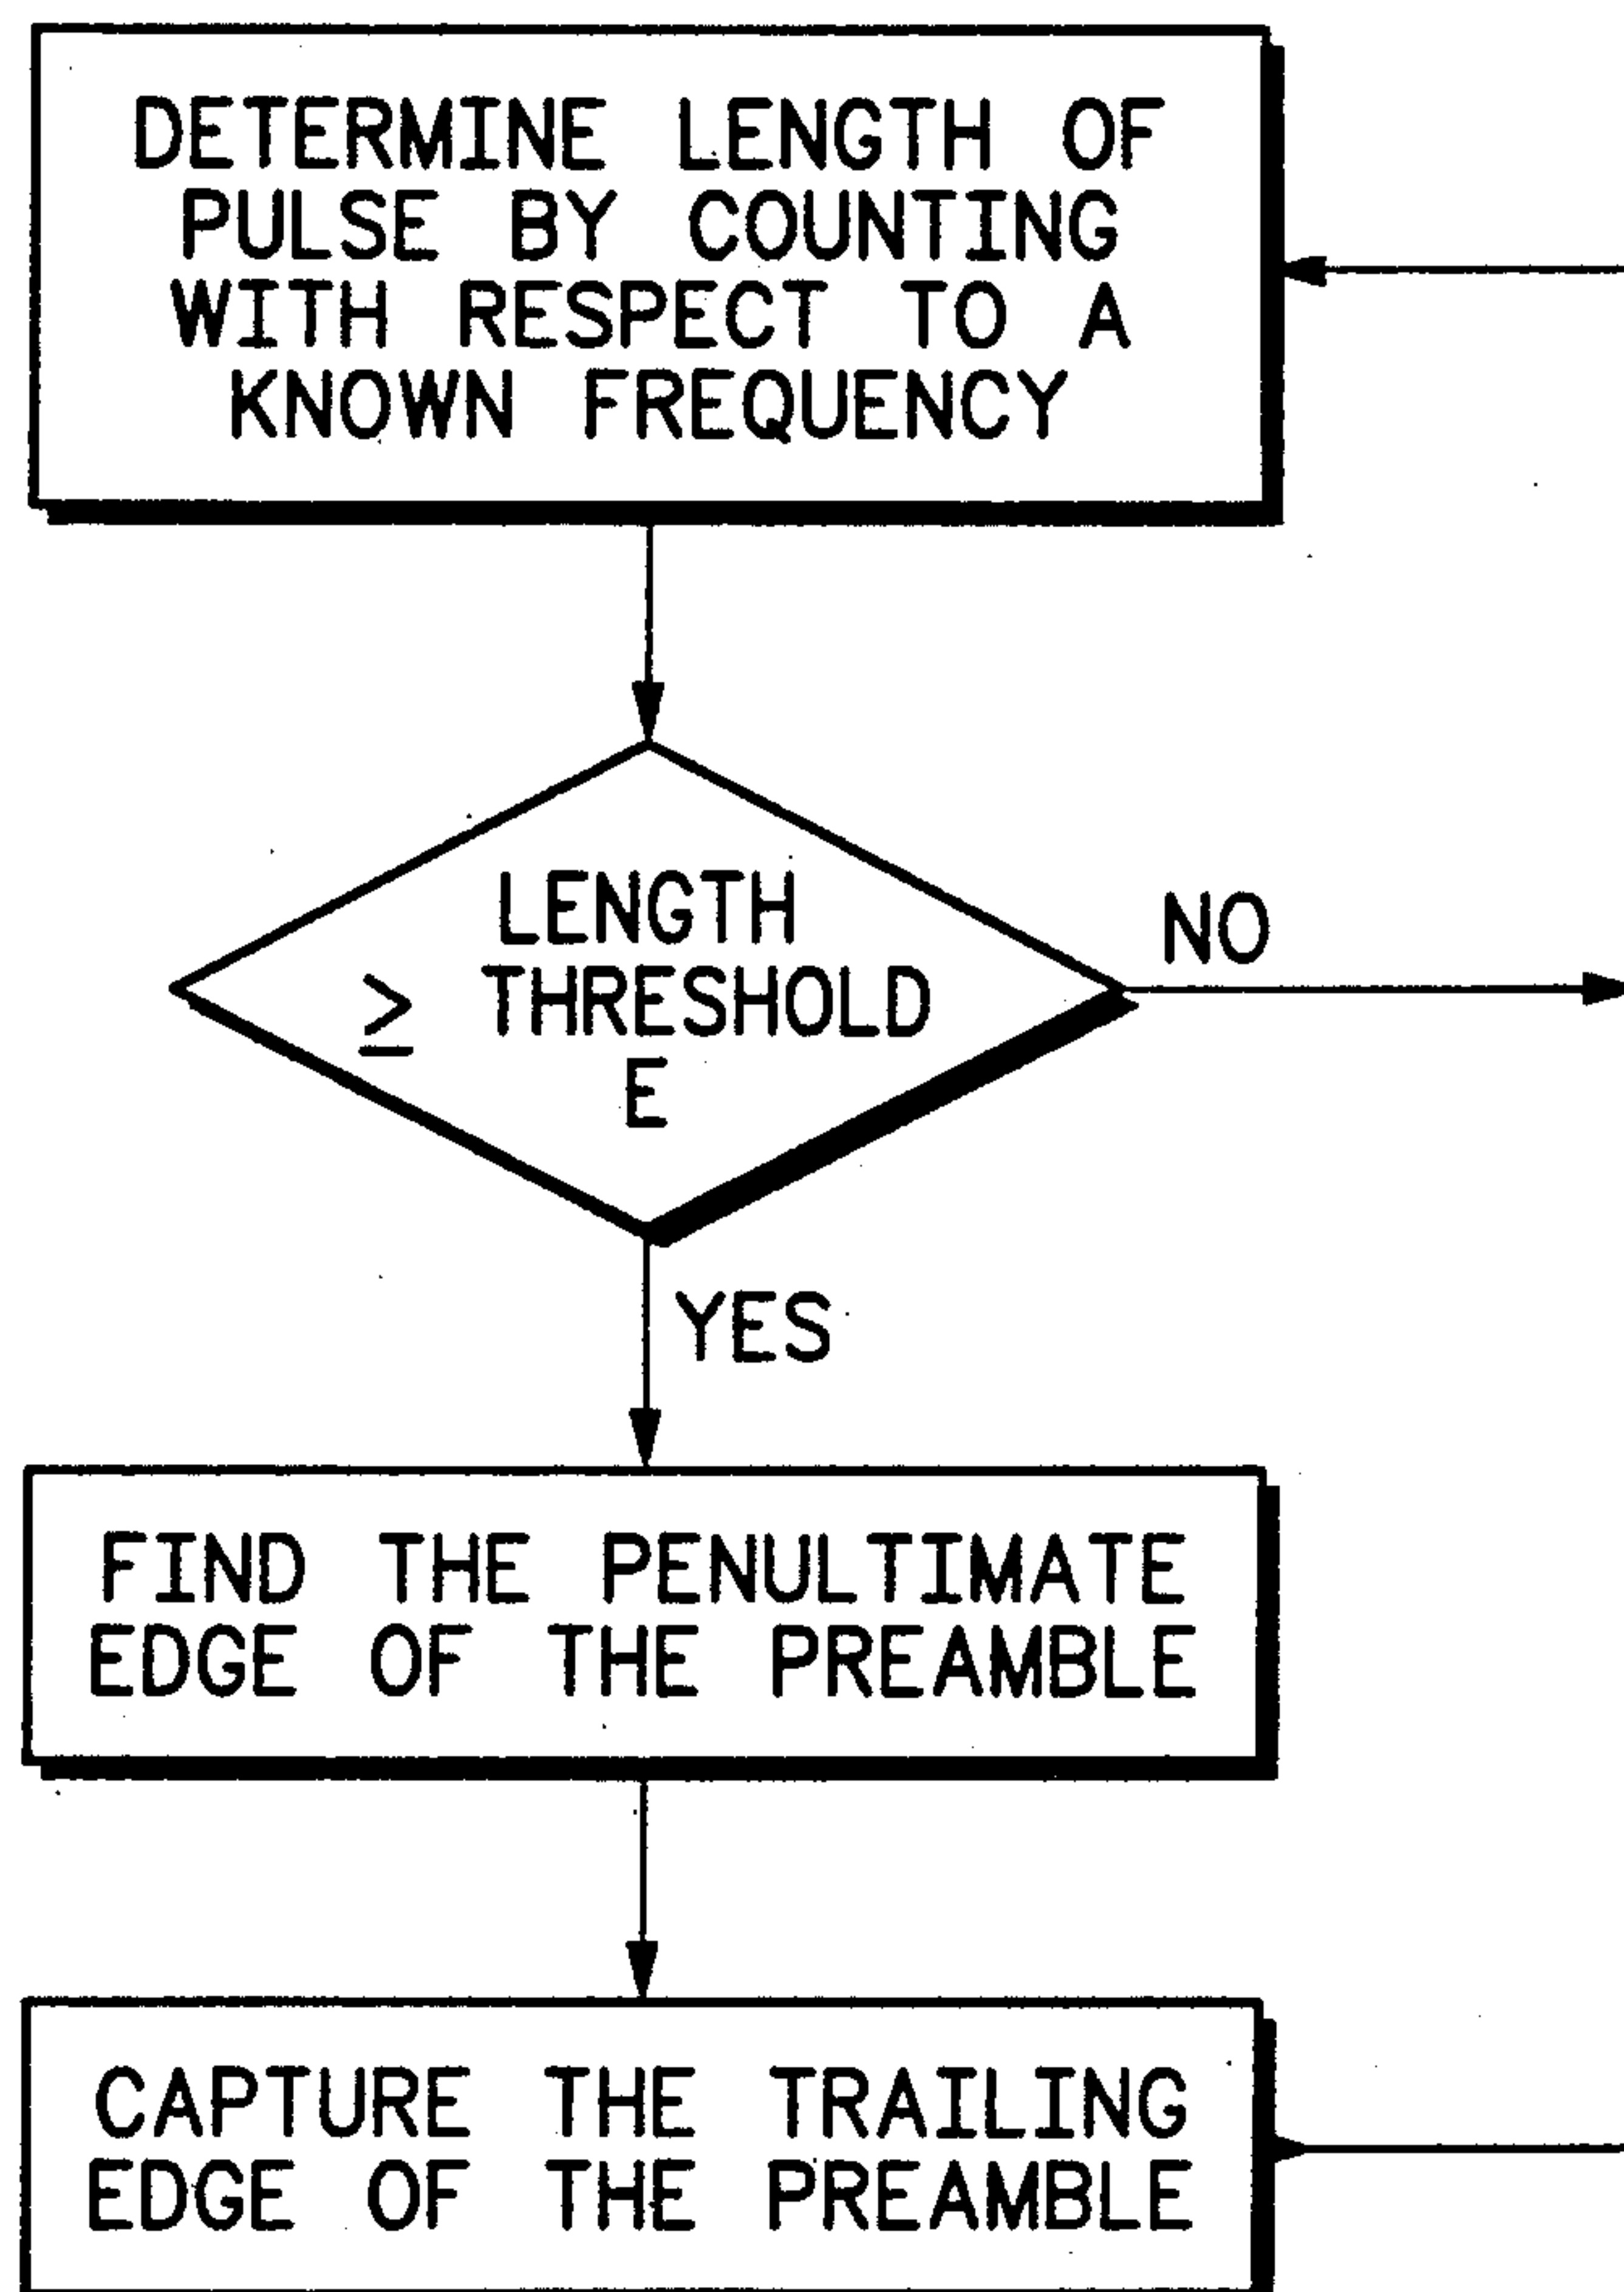 DETERMINE LENGTH OF
PULSE BY COUNTING
WITH RESPECT TO A
KNOWN FREQUENCY
LENGTH
≥ THRESHOLD
E
NO
YES
FIND THE PENULTIMATE
EDGE OF THE PREAMBLE
CAPTURE THE TRAILING
EDGE OF THE PREAMBLE